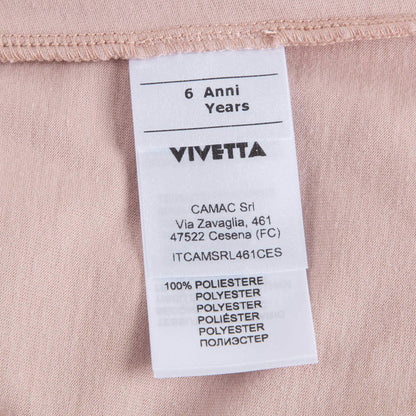 6 Anni
Years
VIVETTA
CAMAC Srl
Via Zavaglia, 461
47522 Cesena (FC)
ITCAMSRL461CES
100% POLIESTERE
POLYESTER
POLYESTER
POLIÉSTER
POLYESTER
ПОЛИЭСТЕР